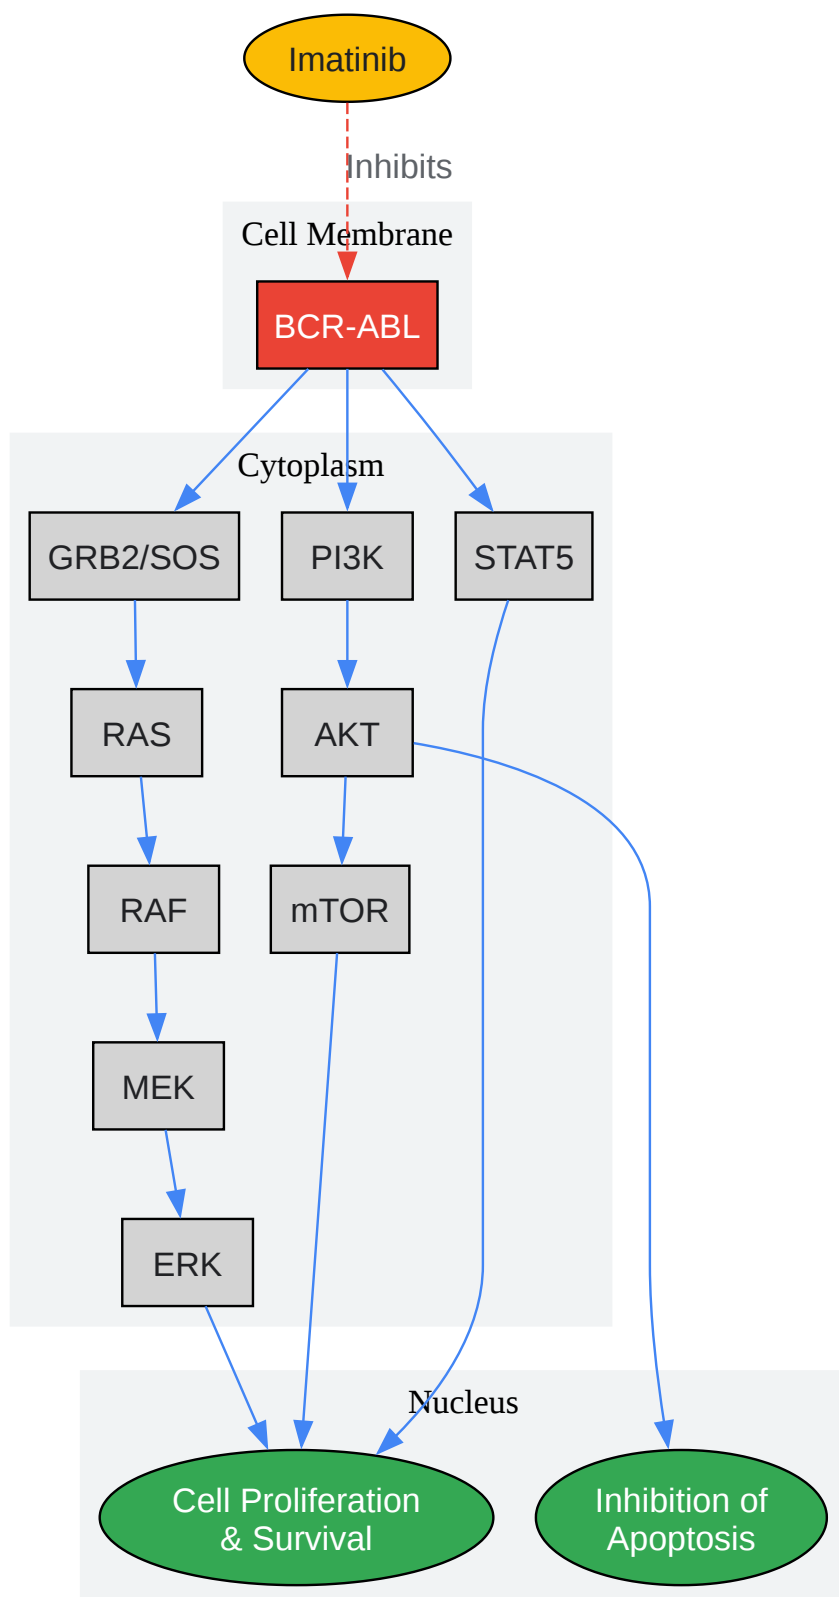 Imatinib
Inhibits
Cell Membrane
BCR-ABL
Cytoplasm
GRB2/SOS
PI3K
STAT5
RAS
AKT
RAF
mTOR
MEK
ERK
Nucleus
Cell Proliferation
& Survival
Inhibition of
Apoptosis